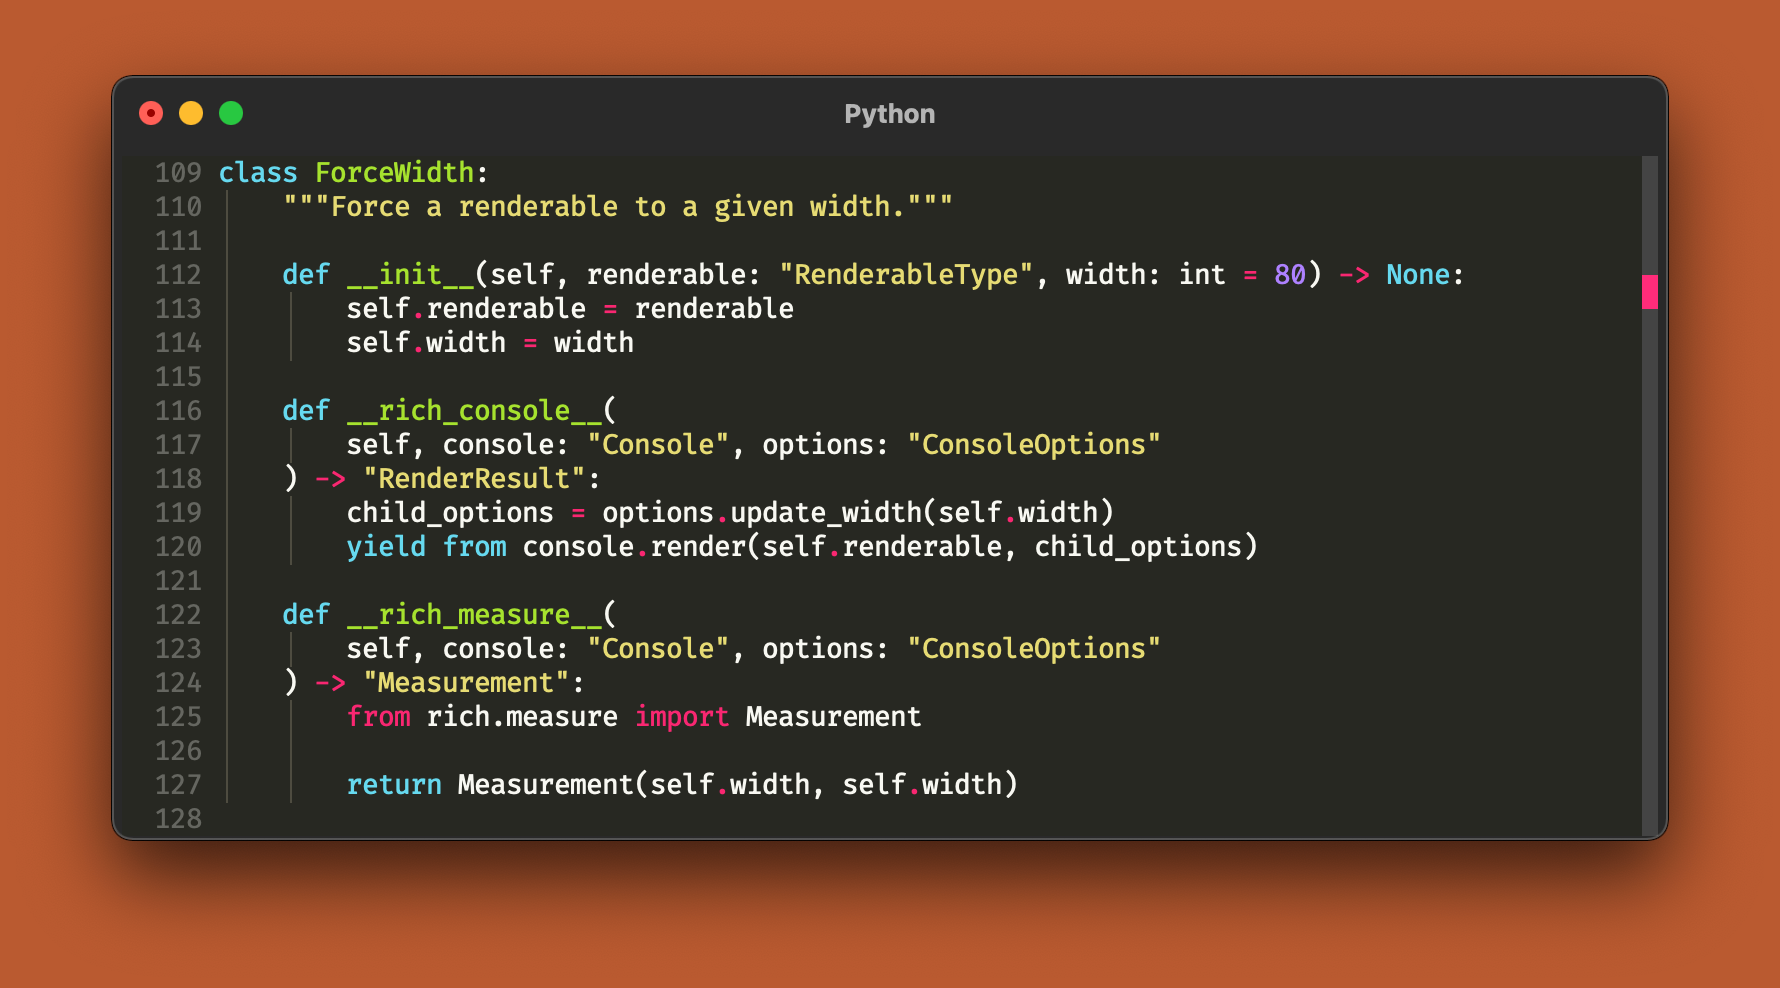 Python
109 class ForceWidth:
110     """Force a renderable to a given width."""
111
112     def __init__(self, renderable: "RenderableType", width: int = 80) -> None:
113         self.renderable = renderable
114         self.width = width
115
116     def __rich_console__(
117         self, console: "Console", options: "ConsoleOptions"
118     ) -> "RenderResult":
119         child_options = options.update_width(self.width)
120         yield from console.render(self.renderable, child_options)
121
122     def __rich_measure__(
123         self, console: "Console", options: "ConsoleOptions"
124     ) -> "Measurement":
125         from rich.measure import Measurement
126
127         return Measurement(self.width, self.width)
128